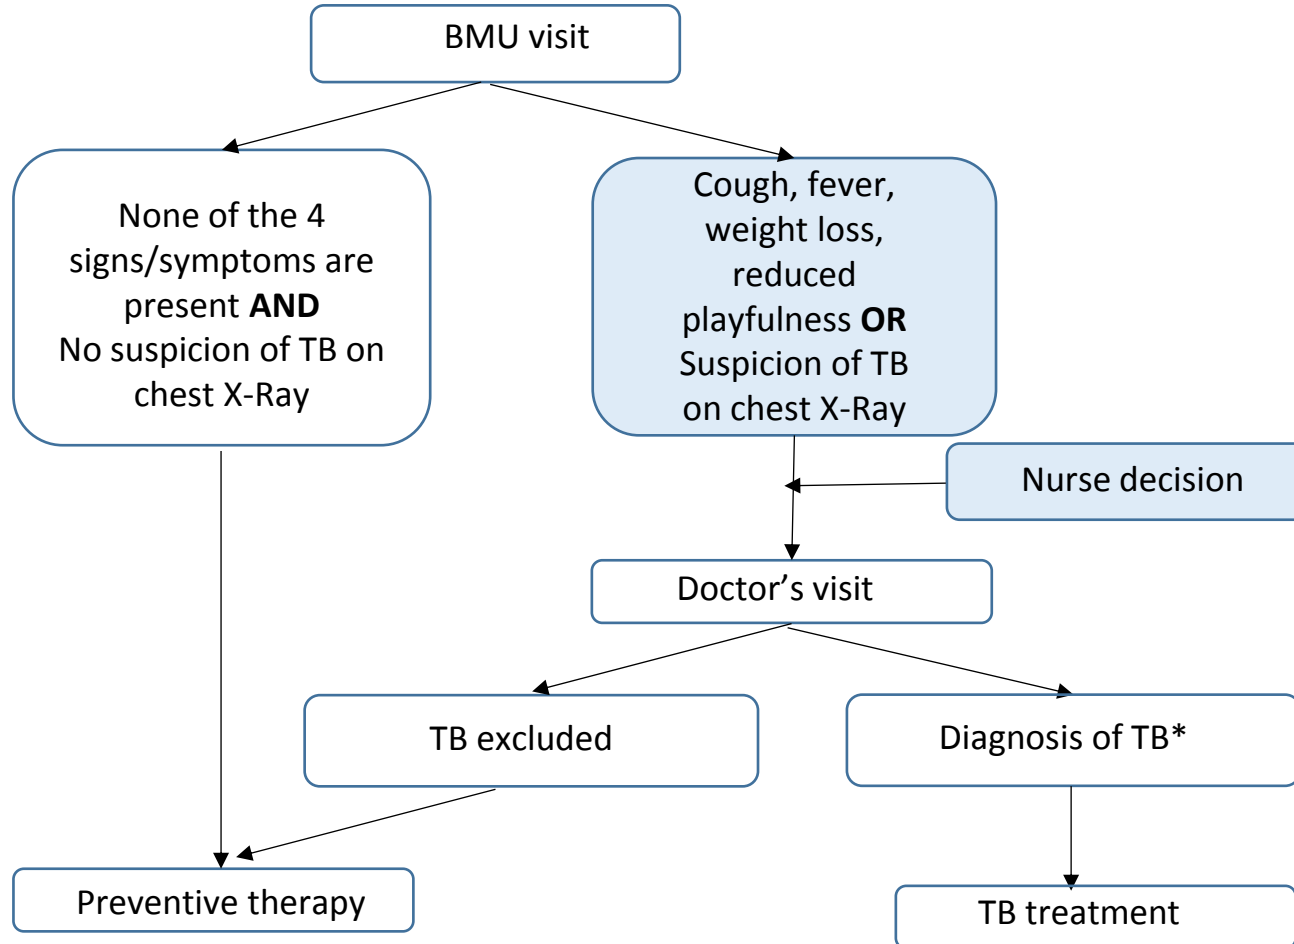 BMU visit
None of the 4
signs/symptoms are
present AND
No suspicion of TB on
chest X-Ray
Cough, fever,
weight loss,
reduced
playfulness OR
Suspicion of TB
on chest X-Ray
Nurse decision
Doctor’s visit
TB excluded
Diagnosis of TB*
Preventive therapy
TB treatment